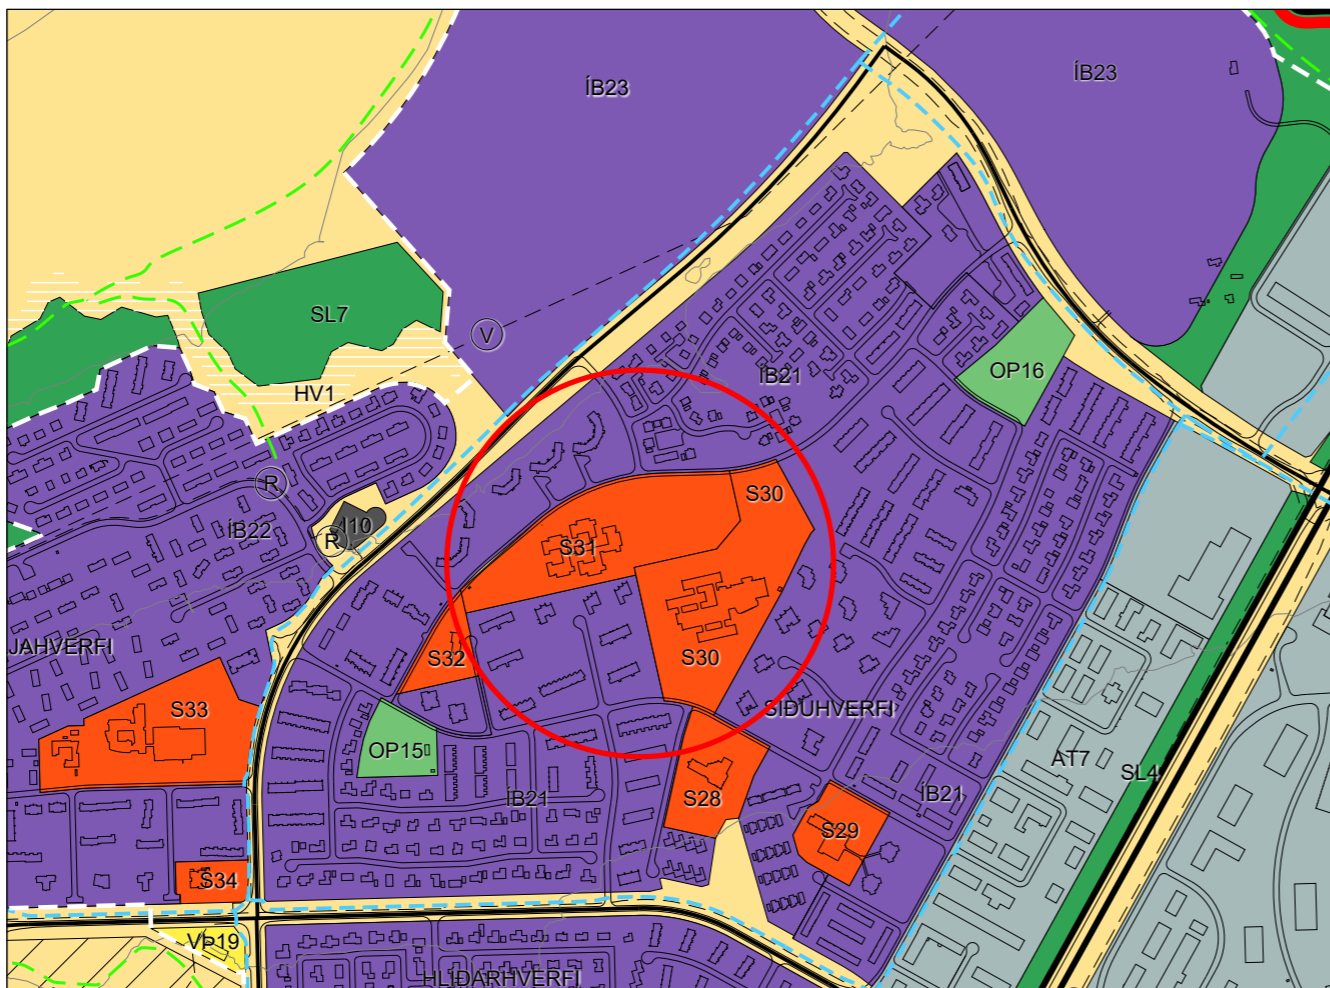 ÍB23
ÍB23
SL7
V
HV1
ÍB21
OP16
R
S30
ÍB22
I10
R
S31
JAHVERFI
S32
S30
S33
SÍÐUHVERFI
OP15
AT7
SL4
S28
ÍB21
ÍB21
S29
S34
VÞ19
HLÍÐARHVERFI